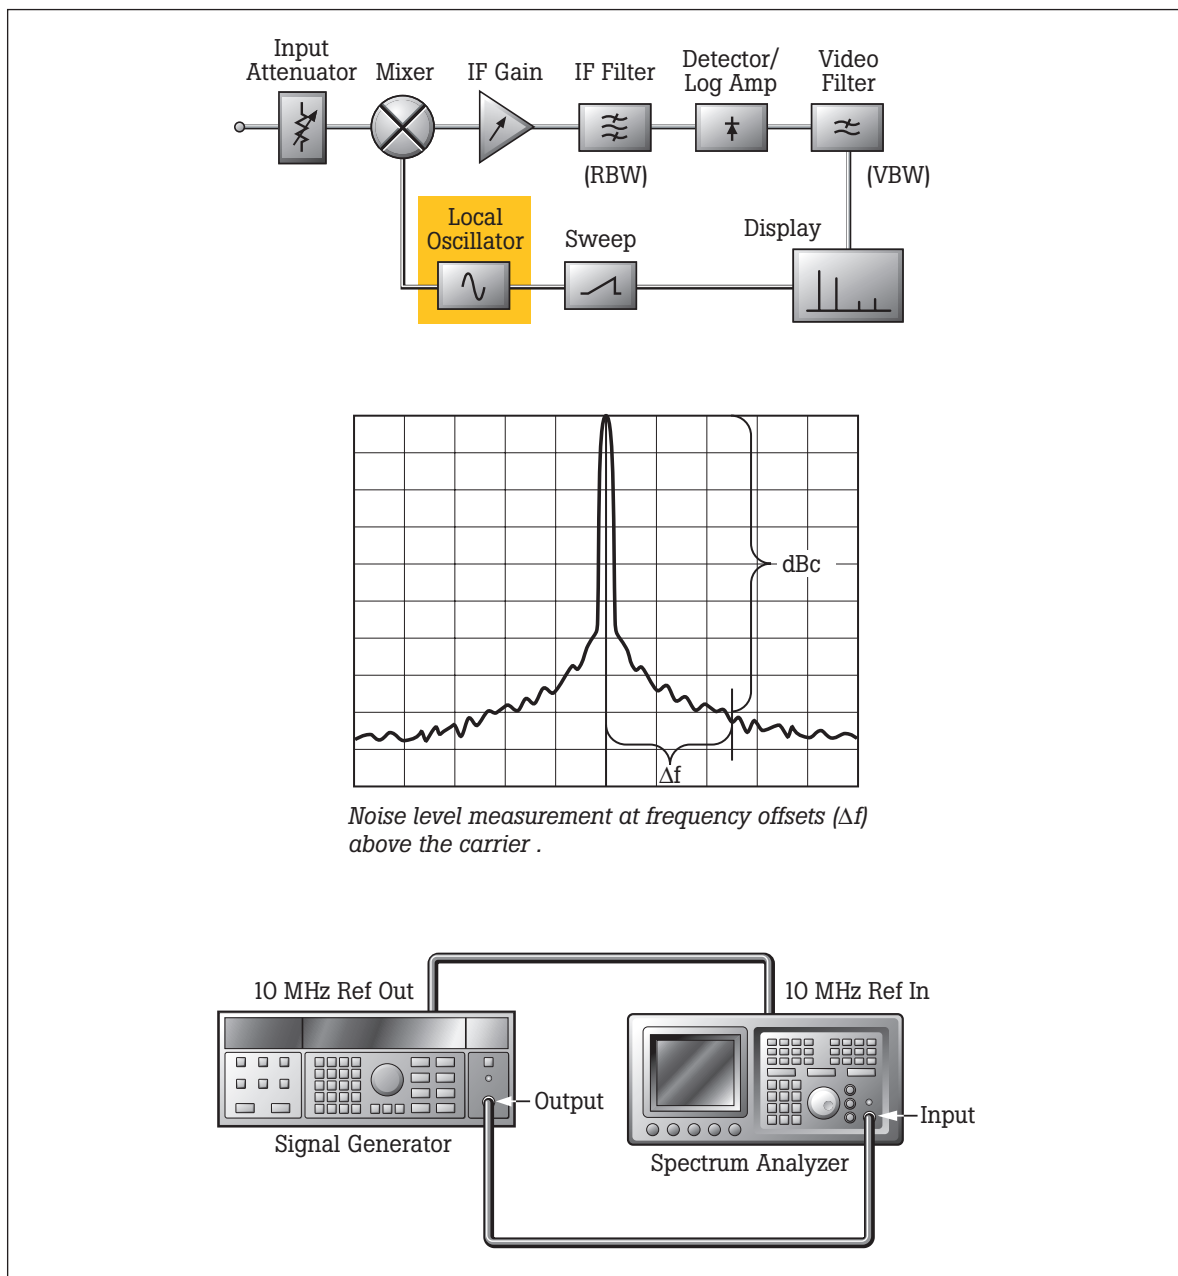 Input
Attenuator
Mixer
IF Gain
IF Filter
Detector/
Log Amp
Video
Filter
(RBW)
(VBW)
Local
Oscillator
Sweep
Display
dBc
Δf
Noise level measurement at frequency offsets (Δf)
above the carrier .
10 MHz Ref Out
10 MHz Ref In
Output
Input
Signal Generator
Spectrum Analyzer